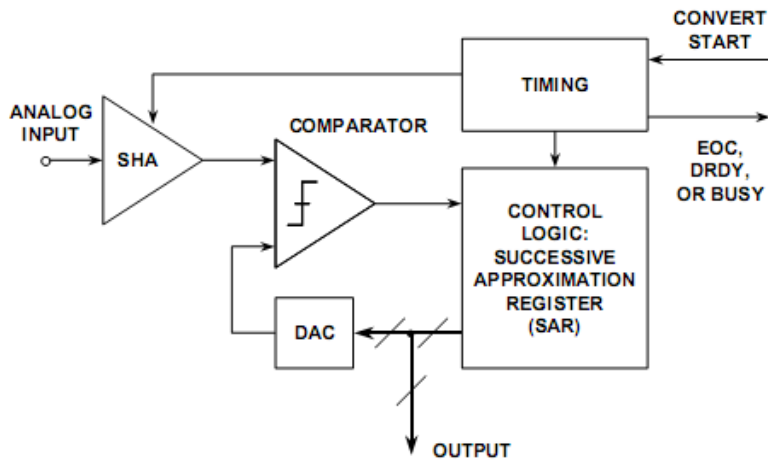 CONVERT
START
TIMING
ANALOG
INPUT
COMPARATOR
SHA
EOC,
DRDY,
OR BUSY
CONTROL
LOGIC:
SUCCESSIVE
APPROXIMATION
REGISTER
(SAR)
DAC
OUTPUT